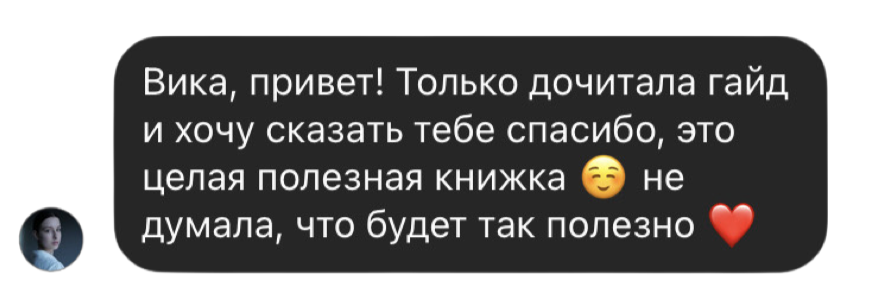 Вика, привет! Только дочитала гайд
и хочу сказать тебе спасибо, это
целая полезная книжка ☺️ не
думала, что будет так полезно ❤️